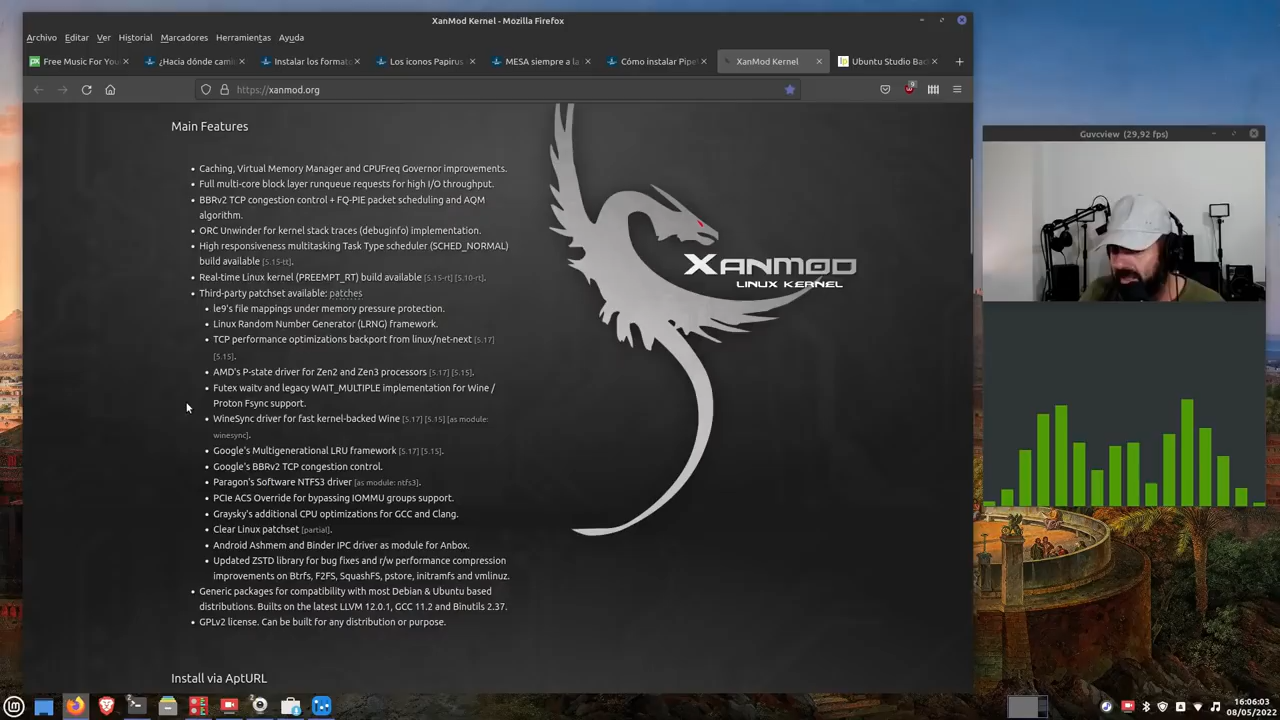 XanMod Kernel - Mozilla Firefox
Archivo Editar Ver Historial Marcadores Herramientas Ayuda
Free Music For You
¿Hacia dónde camin
Instalar los formato
Los iconos Papirus
MESA siempre a la
Cómo instalar Pipe
XanMod Kernel
Ubuntu Studio Bac
https://xanmod.org
9
Main Features
Caching, Virtual Memory Manager and CPUFreq Governor improvements.
Full multi-core block layer runqueue requests for high I/O throughput.
BBRv2 TCP congestion control + FQ-PIE packet scheduling and AQM
algorithm.
ORC Unwinder for kernel stack traces (debuginfo) implementation.
High responsiveness multitasking Task Type scheduler (SCHED_NORMAL)
build available [5.15-tt].
Real-time Linux kernel (PREEMPT_RT) build available [5.15-rt] [5.10-rt].
Third-party patchset available: patches
le9's file mappings under memory pressure protection.
Linux Random Number Generator (LRNG) framework.
TCP performance optimizations backport from linux/net-next [5.17]
[5.15].
AMD's P-state driver for Zen2 and Zen3 processors [5.17] [5.15].
Futex waitv and legacy WAIT_MULTIPLE implementation for Wine /
Proton Fsync support.
WineSync driver for fast kernel-backed Wine [5.17] [5.15] [as module:
winesync].
Google's Multigenerational LRU framework [5.17] [5.15].
Google's BBRv2 TCP congestion control.
Paragon's Software NTFS3 driver [as module: ntfs3].
PCIe ACS Override for bypassing IOMMU groups support.
Graysky's additional CPU optimizations for GCC and Clang.
Clear Linux patchset [partial].
Android Ashmem and Binder IPC driver as module for Anbox.
Updated ZSTD library for bug fixes and r/w performance compression
improvements on Btrfs, F2FS, SquashFS, pstore, initramfs and vmlinuz.
Generic packages for compatibility with most Debian & Ubuntu based
distributions. Builts on the latest LLVM 12.0.1, GCC 11.2 and Binutils 2.37.
GPLv2 license. Can be built for any distribution or purpose.
Install via AptURL
XANMOD
LINUX KERNEL
Guvcview (29,92 fps)
16:06:03
08/05/2022